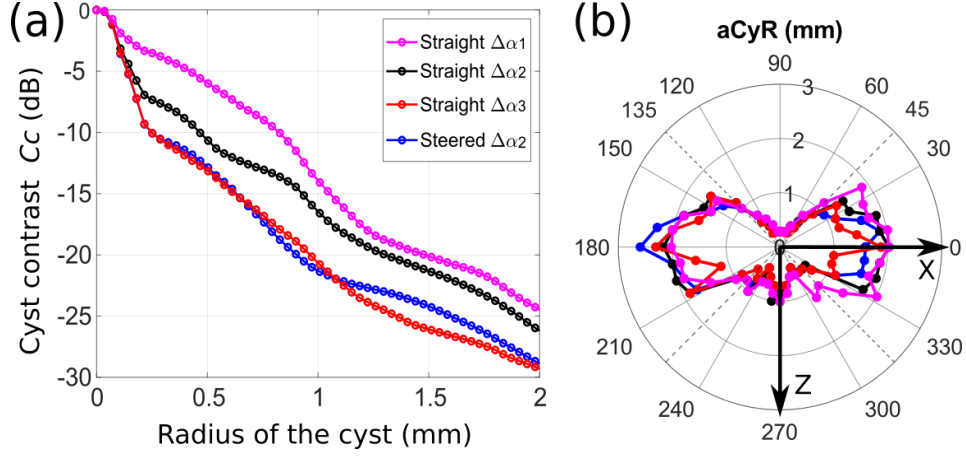 (a)
Cyst contrast Cc (dB)
0
-5
-10
-15
-20
-25
-30
0
0.5
1
1.5
2
Radius of the cyst (mm)
Straight Δα1
Straight Δα2
Straight Δα3
Steered Δα2
(b)
aCyR (mm)
90
120
60
135
45
150
30
180
0
210
330
240
300
270
0
1
2
3
X
Z